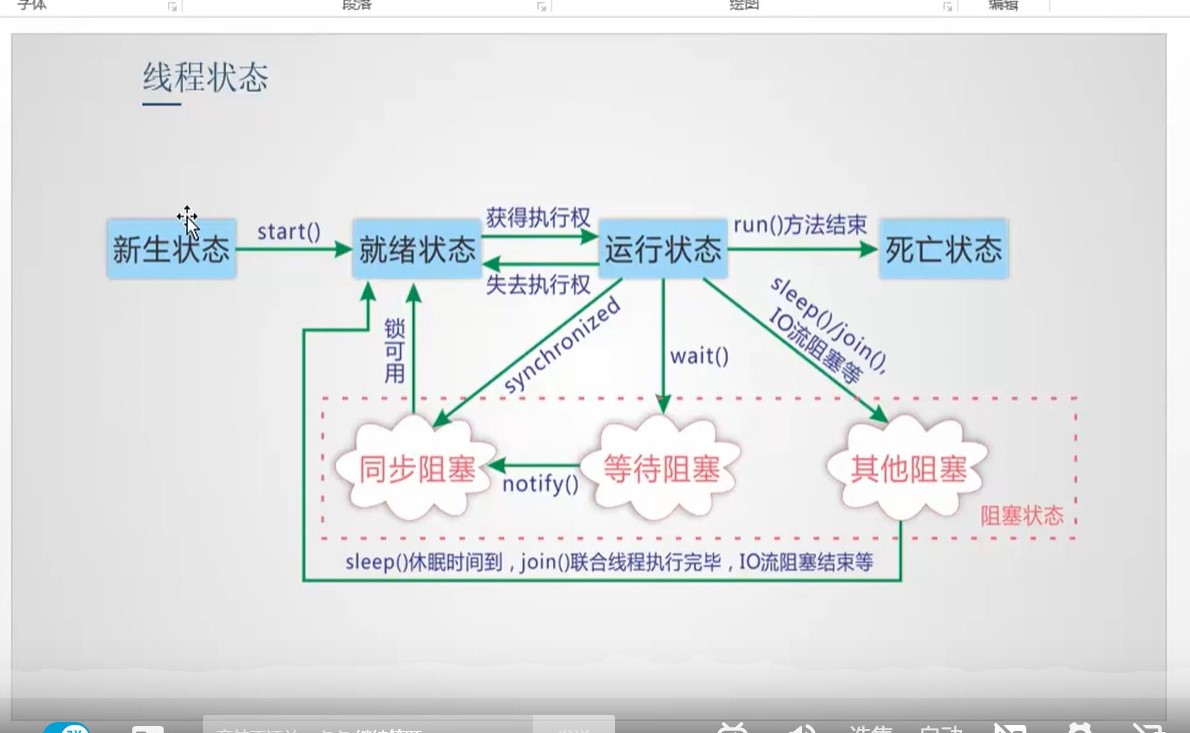 字体 段落 绘图 编辑
线程状态
新生状态
start()
就绪状态
获得执行权
失去执行权
运行状态
run()方法结束
死亡状态
锁可用
synchronized
wait()
sleep()/join(),
IO流阻塞等
同步阻塞
notify()
等待阻塞
其他阻塞
阻塞状态
sleep()休眠时间到，join()联合线程执行完毕，IO流阻塞结束等
选集 自动